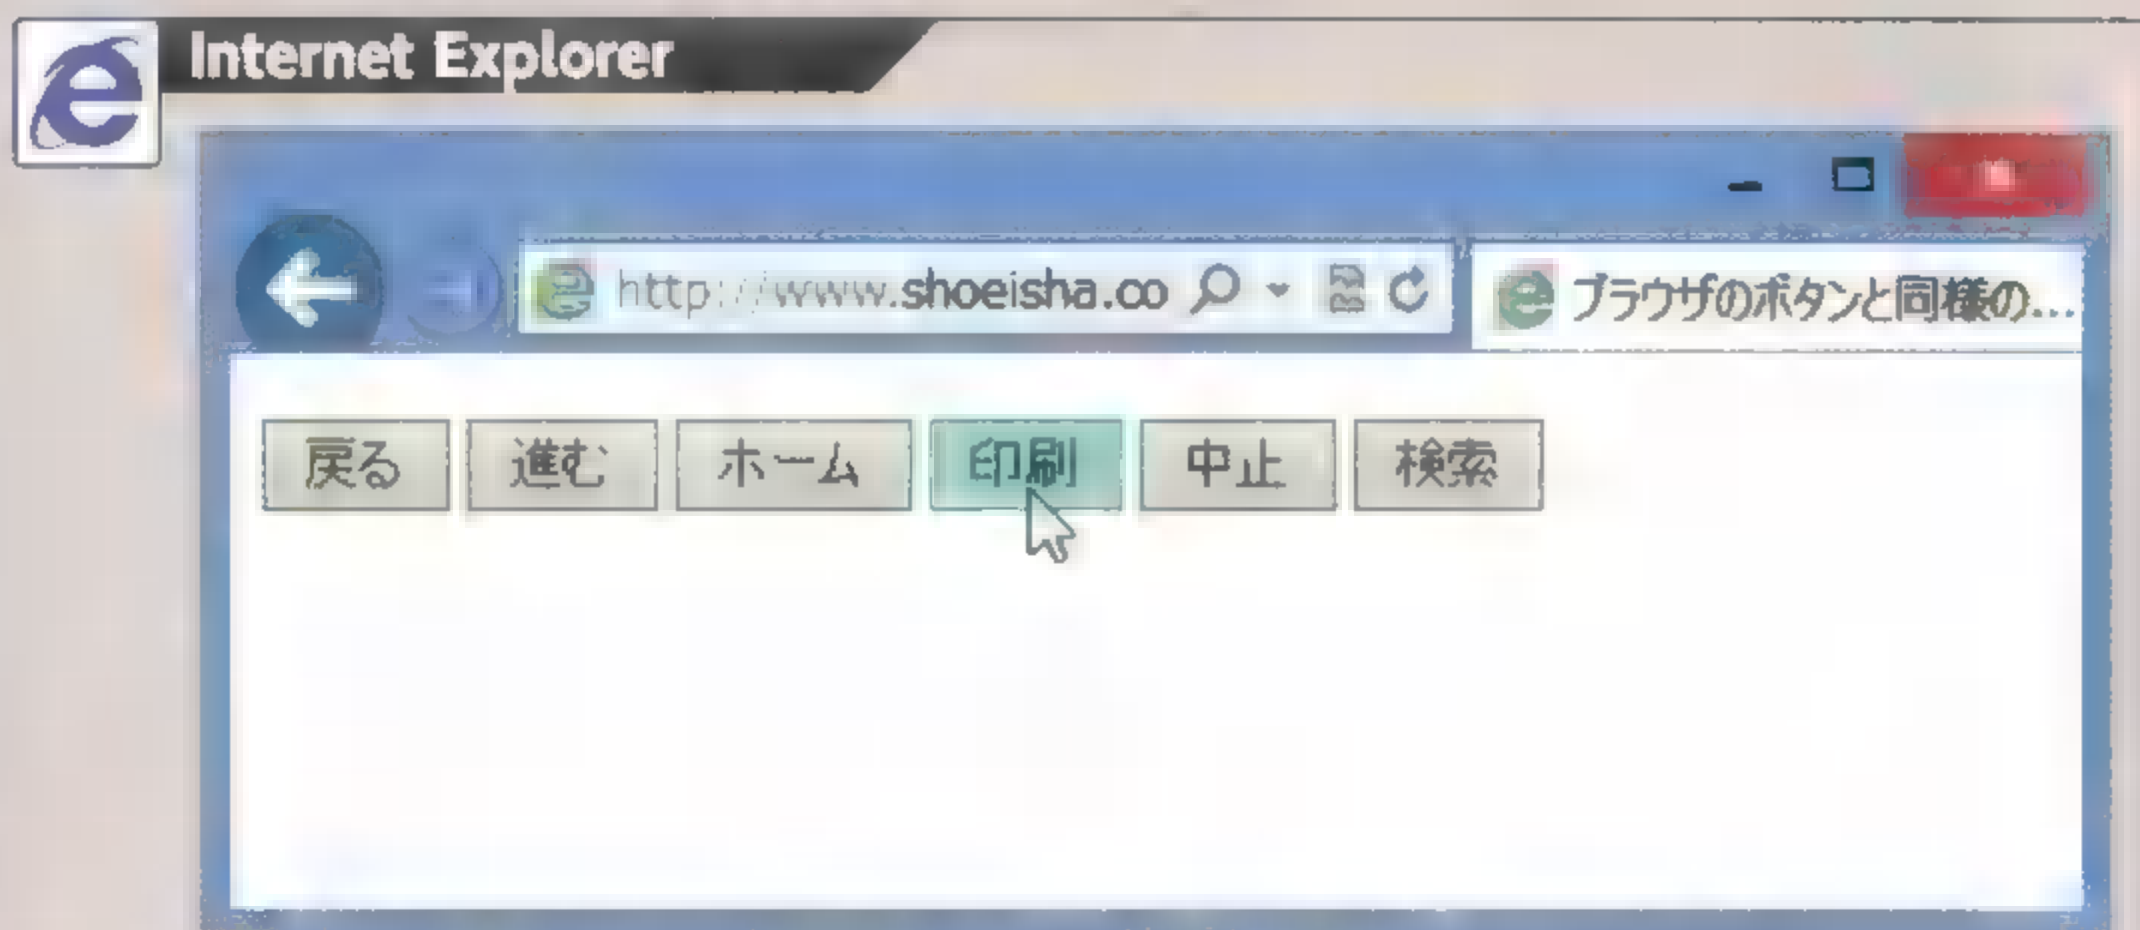 Internet Explorer
http://www.shoeisha.co
ブラウザのボタンと同様の...
戻る 進む ホーム 印刷 中止 検索